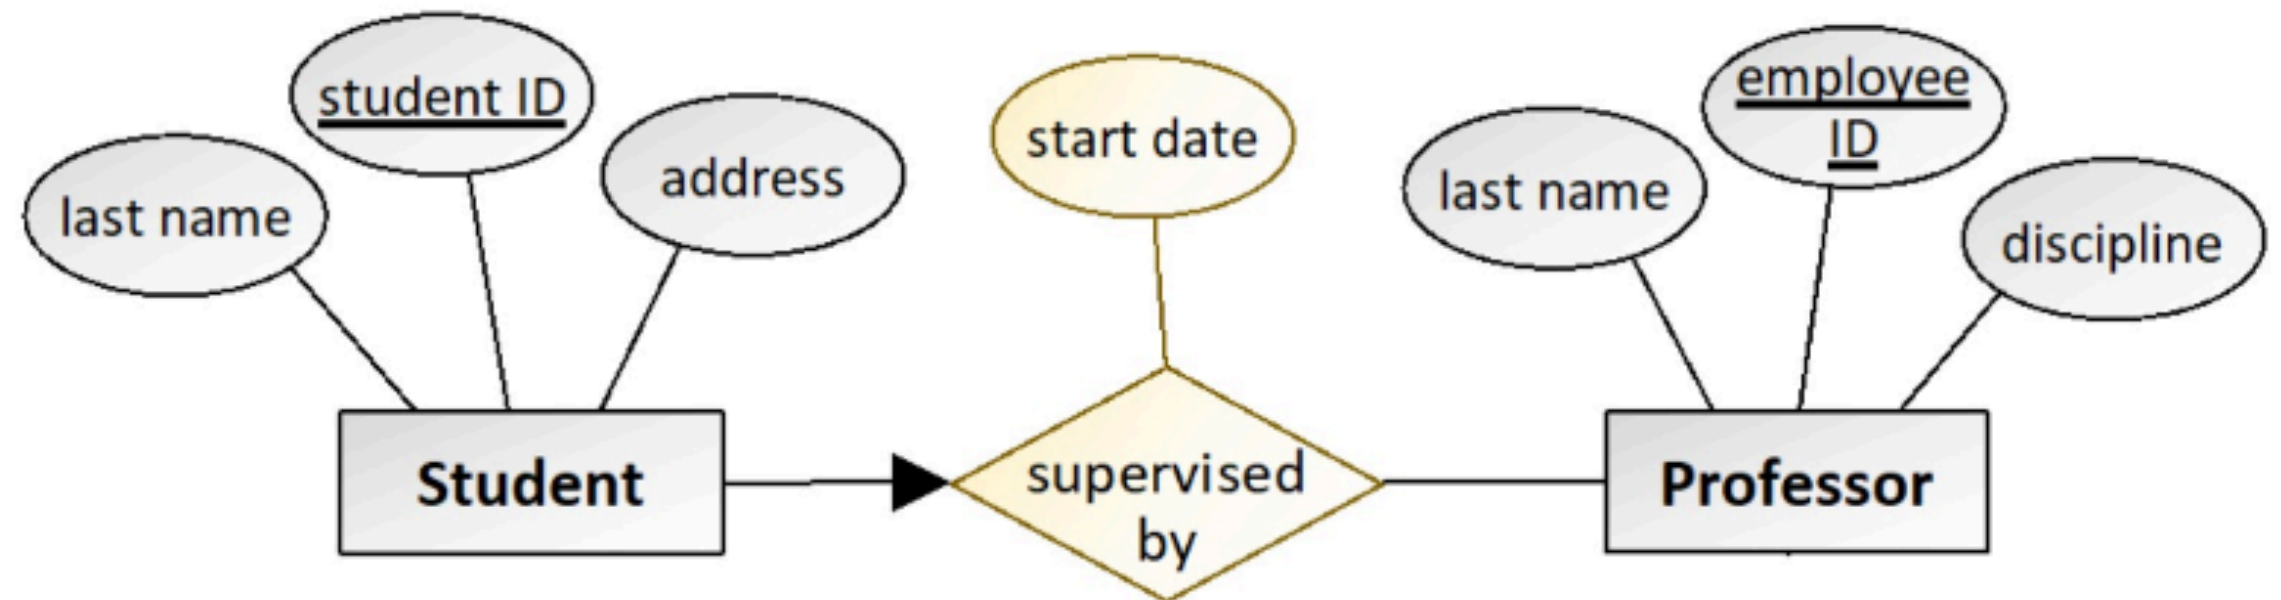 last name
student ID
address
start date
last name
employee
ID
discipline
Student
supervised
by
Professor